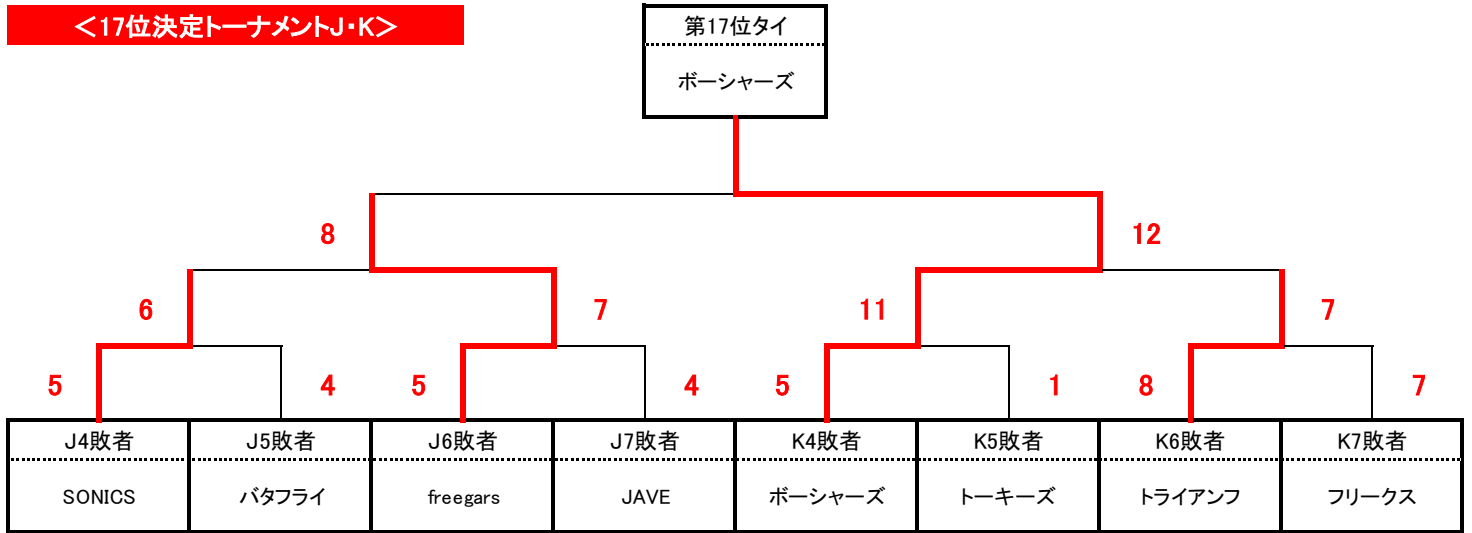 ＜17位決定トーナメントJ・K＞
第17位タイ
ボーシャーズ
8 12
6 7 11 7
5 4 5 4 5 1 8 7
J4敗者 J5敗者 J6敗者 J7敗者 K4敗者 K5敗者 K6敗者 K7敗者
SONICS バタフライ freegars JAVE ボーシャーズ トーキーズ トライアンフ フリークス